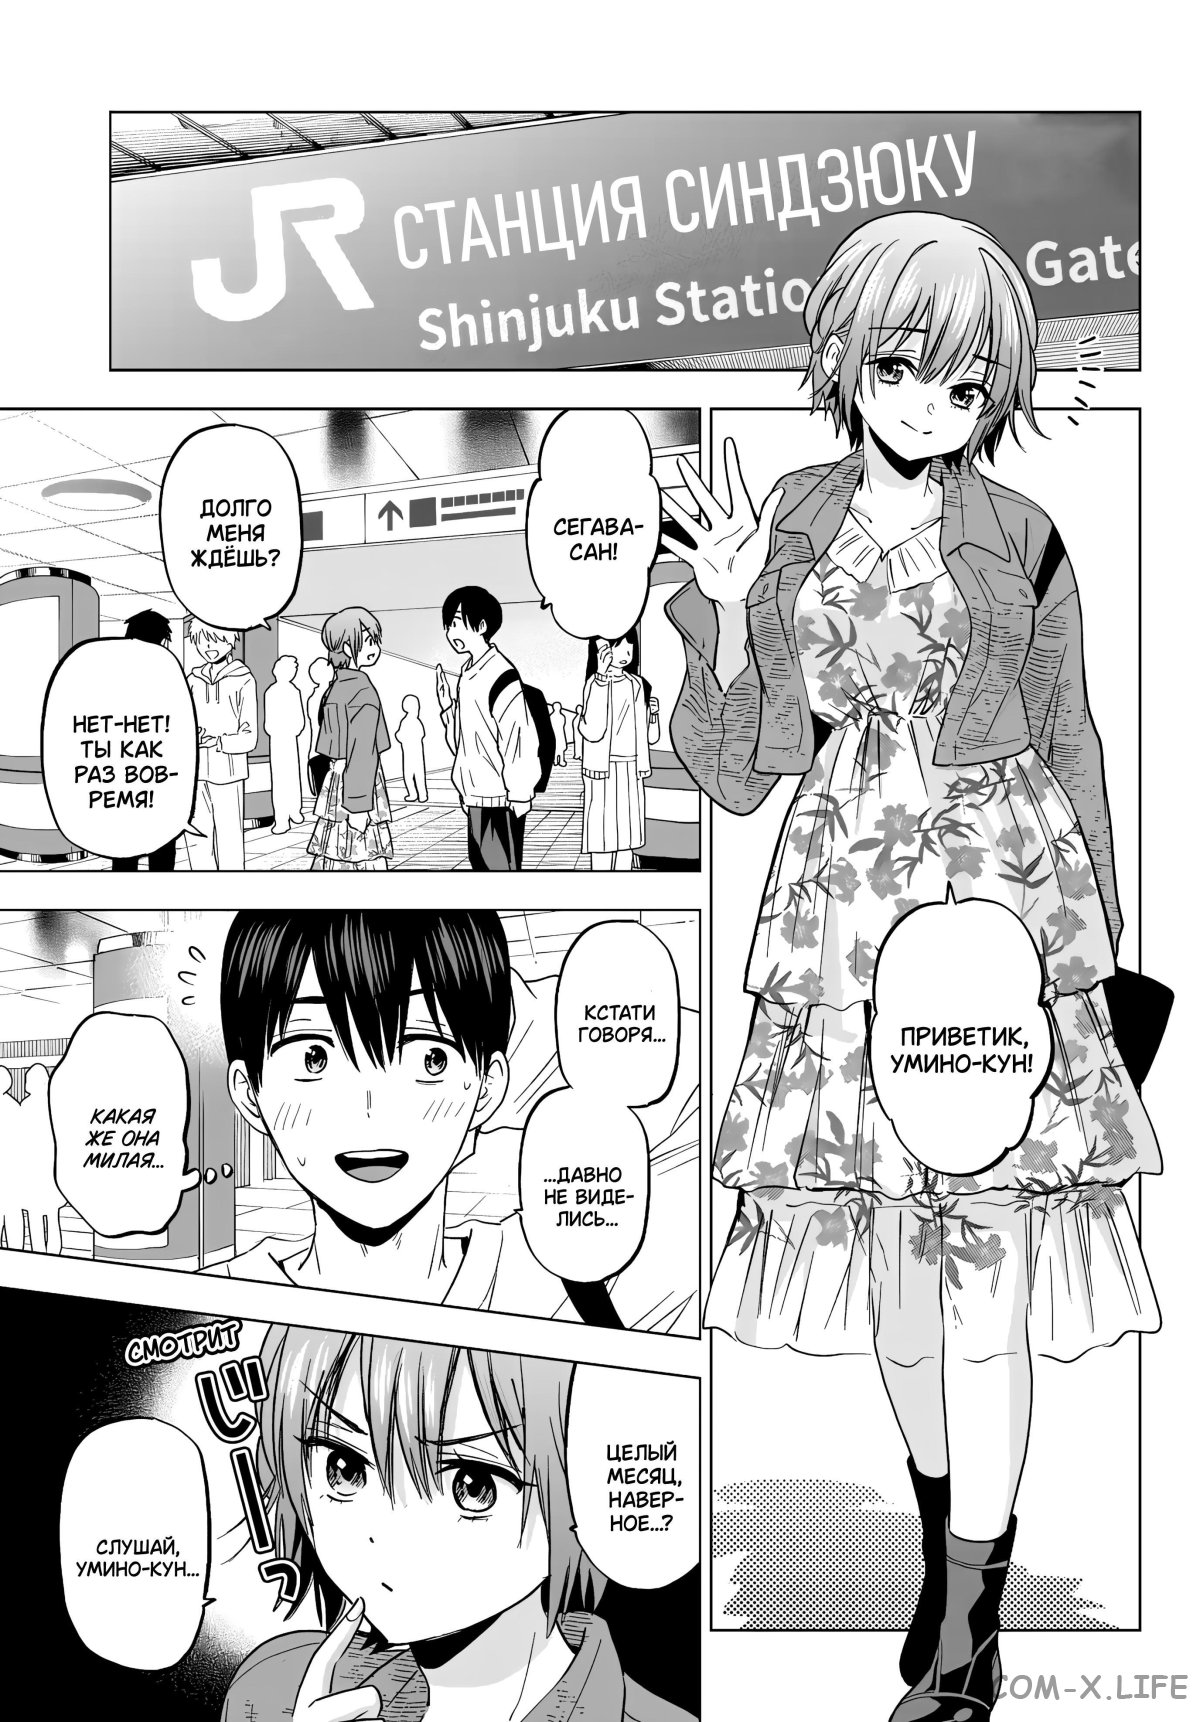 JR СТАНЦИЯ СИНДЗЮКУ
Shinjuku Statio
Gate
ПРИВЕТИК,
УМИНО-КУН!
СЕГАВА-
САН!
ДОЛГО
МЕНЯ
ЖДЁШЬ?
НЕТ-НЕТ!
ТЫ КАК
РАЗ ВОВ-
РЕМЯ!
КСТАТИ
ГОВОРЯ...
...ДАВНО
НЕ ВИДЕ-
ЛИСЬ...
КАКАЯ
ЖЕ ОНА
МИЛАЯ...
ЦЕЛЫЙ
МЕСЯЦ,
НАВЕР-
НОЕ...?
СМОТРИТ
じーっ
СЛУШАЙ,
УМИНО-КУН...
COM-X.LIFE